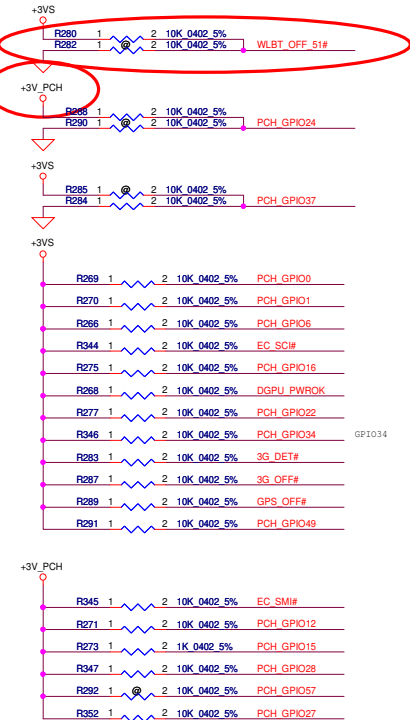 +3VS
R280 1 2 10K_0402_5%
R282 1 @ 2 10K_0402_5% WLBT_OFF_51#
+3V_PCH
R288 1 2 10K_0402_5%
R290 1 @ 2 10K_0402_5% PCH_GPIO24
+3VS
R285 1 @ 2 10K_0402_5%
R284 1 2 10K_0402_5% PCH_GPIO37
+3VS
R269 1 2 10K_0402_5% PCH_GPIO0
R270 1 2 10K_0402_5% PCH_GPIO1
R266 1 2 10K_0402_5% PCH_GPIO6
R344 1 2 10K_0402_5% EC_SCI#
R275 1 2 10K_0402_5% PCH_GPIO16
R268 1 2 10K_0402_5% DGPU_PWROK
R277 1 2 10K_0402_5% PCH_GPIO22
R346 1 2 10K_0402_5% PCH_GPIO34 GPIO34
R283 1 2 10K_0402_5% 3G_DET#
R287 1 2 10K_0402_5% 3G_OFF#
R289 1 2 10K_0402_5% GPS_OFF#
R291 1 2 10K_0402_5% PCH_GPIO49
+3V_PCH
R345 1 2 10K_0402_5% EC_SMI#
R271 1 2 10K_0402_5% PCH_GPIO12
R273 1 2 1K_0402_5% PCH_GPIO15
R347 1 2 10K_0402_5% PCH_GPIO28
R292 1 @ 2 10K_0402_5% PCH_GPIO57
R352 1 2 10K_0402_5% PCH_GPIO27